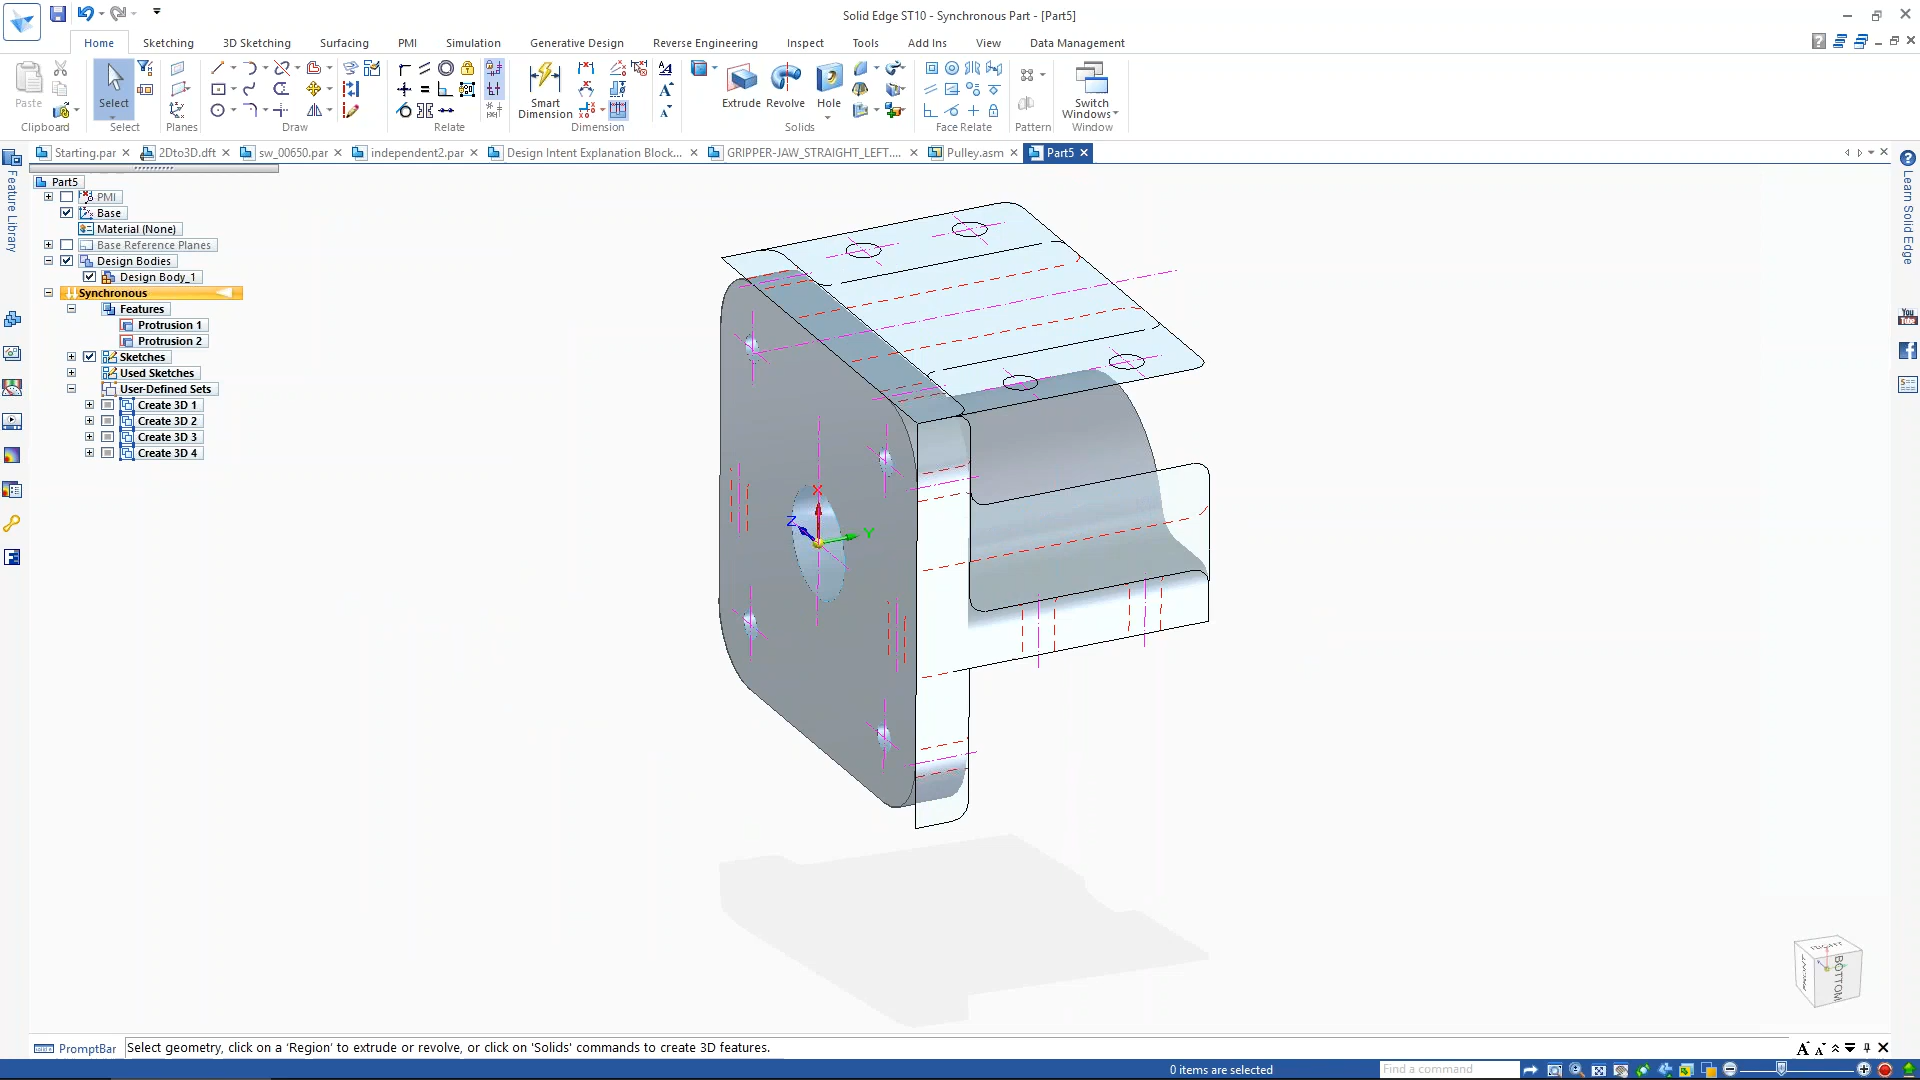 Solid Edge ST10 - Synchronous Part - [Part5]
Home Sketching 3D Sketching Surfacing PMI Simulation Generative Design Reverse Engineering Inspect Tools Add Ins View Data Management
Paste Select Smart Dimension Extrude Revolve Hole Switch Windows
Clipboard Select Planes Draw Relate Dimension Solids Face Relate Pattern Window
Starting.par 2Dto3D.dft sw_00650.par independent2.par Design Intent Explanation Block... GRIPPER-JAW_STRAIGHT_LEFT.... Pulley.asm Part5
Feature Library
Learn Solid Edge
You Tube
Part5
PMI
Base
Material (None)
Base Reference Planes
Design Bodies
Design Body_1
Synchronous
Features
Protrusion 1
Protrusion 2
Sketches
Used Sketches
User-Defined Sets
Create 3D 1
Create 3D 2
Create 3D 3
Create 3D 4
X
Z
Y
RIGHT
FRONT
BOTTOM
PromptBar Select geometry, click on a 'Region' to extrude or revolve, or click on 'Solids' commands to create 3D features.
0 items are selected Find a command